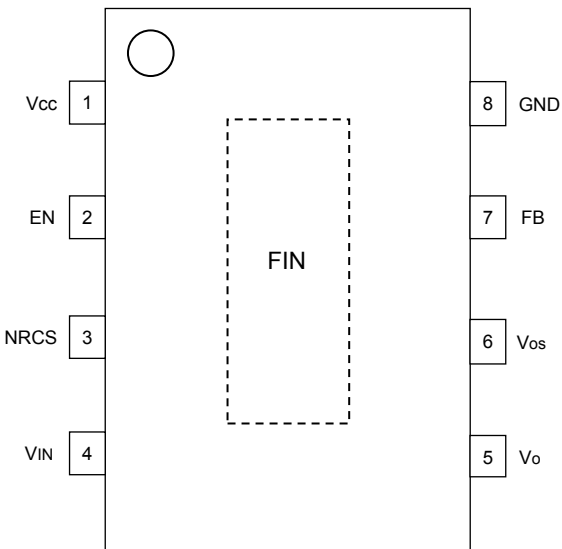 Vcc 1 8 GND
EN 2 7 FB
FIN
NRCS 3 6 Vos
VIN 4 5 Vo